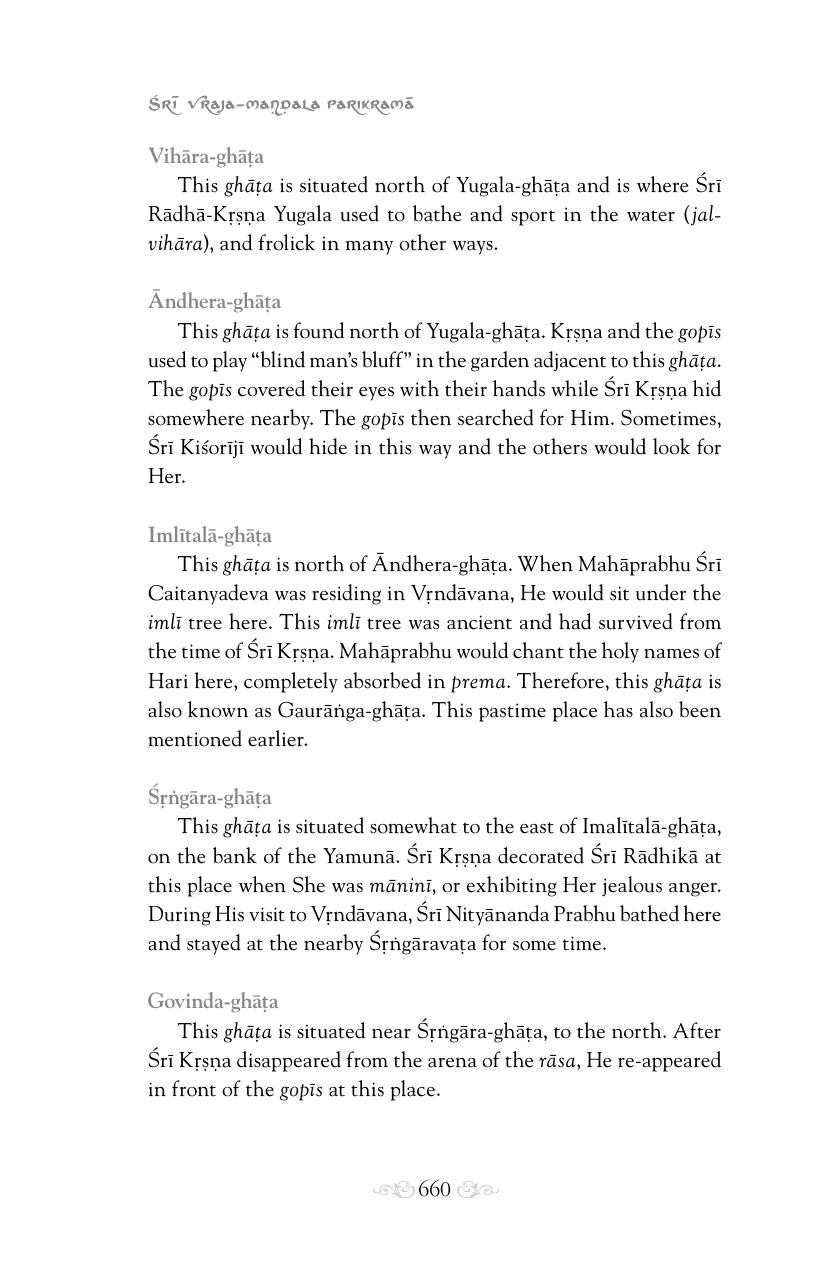 Śrī Vraja-maṇḍala Parikramā
Vihāra-ghāṭa
This ghāṭa is situated north of Yugala-ghāṭa and is where Śrī
Rādhā-Kṛṣṇa Yugala used to bathe and sport in the water (jal-
vihāra), and frolick in many other ways.
Āndhera-ghāṭa
This ghāṭa is found north of Yugala-ghāṭa. Kṛṣṇa and the gopīs
used to play “blind man’s bluff” in the garden adjacent to this ghāṭa.
The gopīs covered their eyes with their hands while Śrī Kṛṣṇa hid
somewhere nearby. The gopīs then searched for Him. Sometimes,
Śrī Kiśorījī would hide in this way and the others would look for
Her.
Imlītalā-ghāṭa
This ghāṭa is north of Āndhera-ghāṭa. When Mahāprabhu Śrī
Caitanyadeva was residing in Vṛndāvana, He would sit under the
imlī tree here. This imlī tree was ancient and had survived from
the time of Śrī Kṛṣṇa. Mahāprabhu would chant the holy names of
Hari here, completely absorbed in prema. Therefore, this ghāṭa is
also known as Gaurāṅga-ghāṭa. This pastime place has also been
mentioned earlier.
Śṛṅgāra-ghāṭa
This ghāṭa is situated somewhat to the east of Imalītalā-ghāṭa,
on the bank of the Yamunā. Śrī Kṛṣṇa decorated Śrī Rādhikā at
this place when She was māninī, or exhibiting Her jealous anger.
During His visit to Vṛndāvana, Śrī Nityānanda Prabhu bathed here
and stayed at the nearby Śṛṅgāravaṭa for some time.
Govinda-ghāṭa
This ghāṭa is situated near Śṛṅgāra-ghāṭa, to the north. After
Śrī Kṛṣṇa disappeared from the arena of the rāsa, He re-appeared
in front of the gopīs at this place.
660